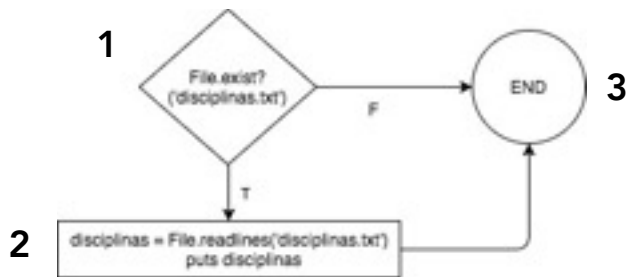 1
File.exist?
('disciplinas.txt')
F
END
3
T
2
disciplinas = File.readlines('disciplinas.txt')
puts disciplinas